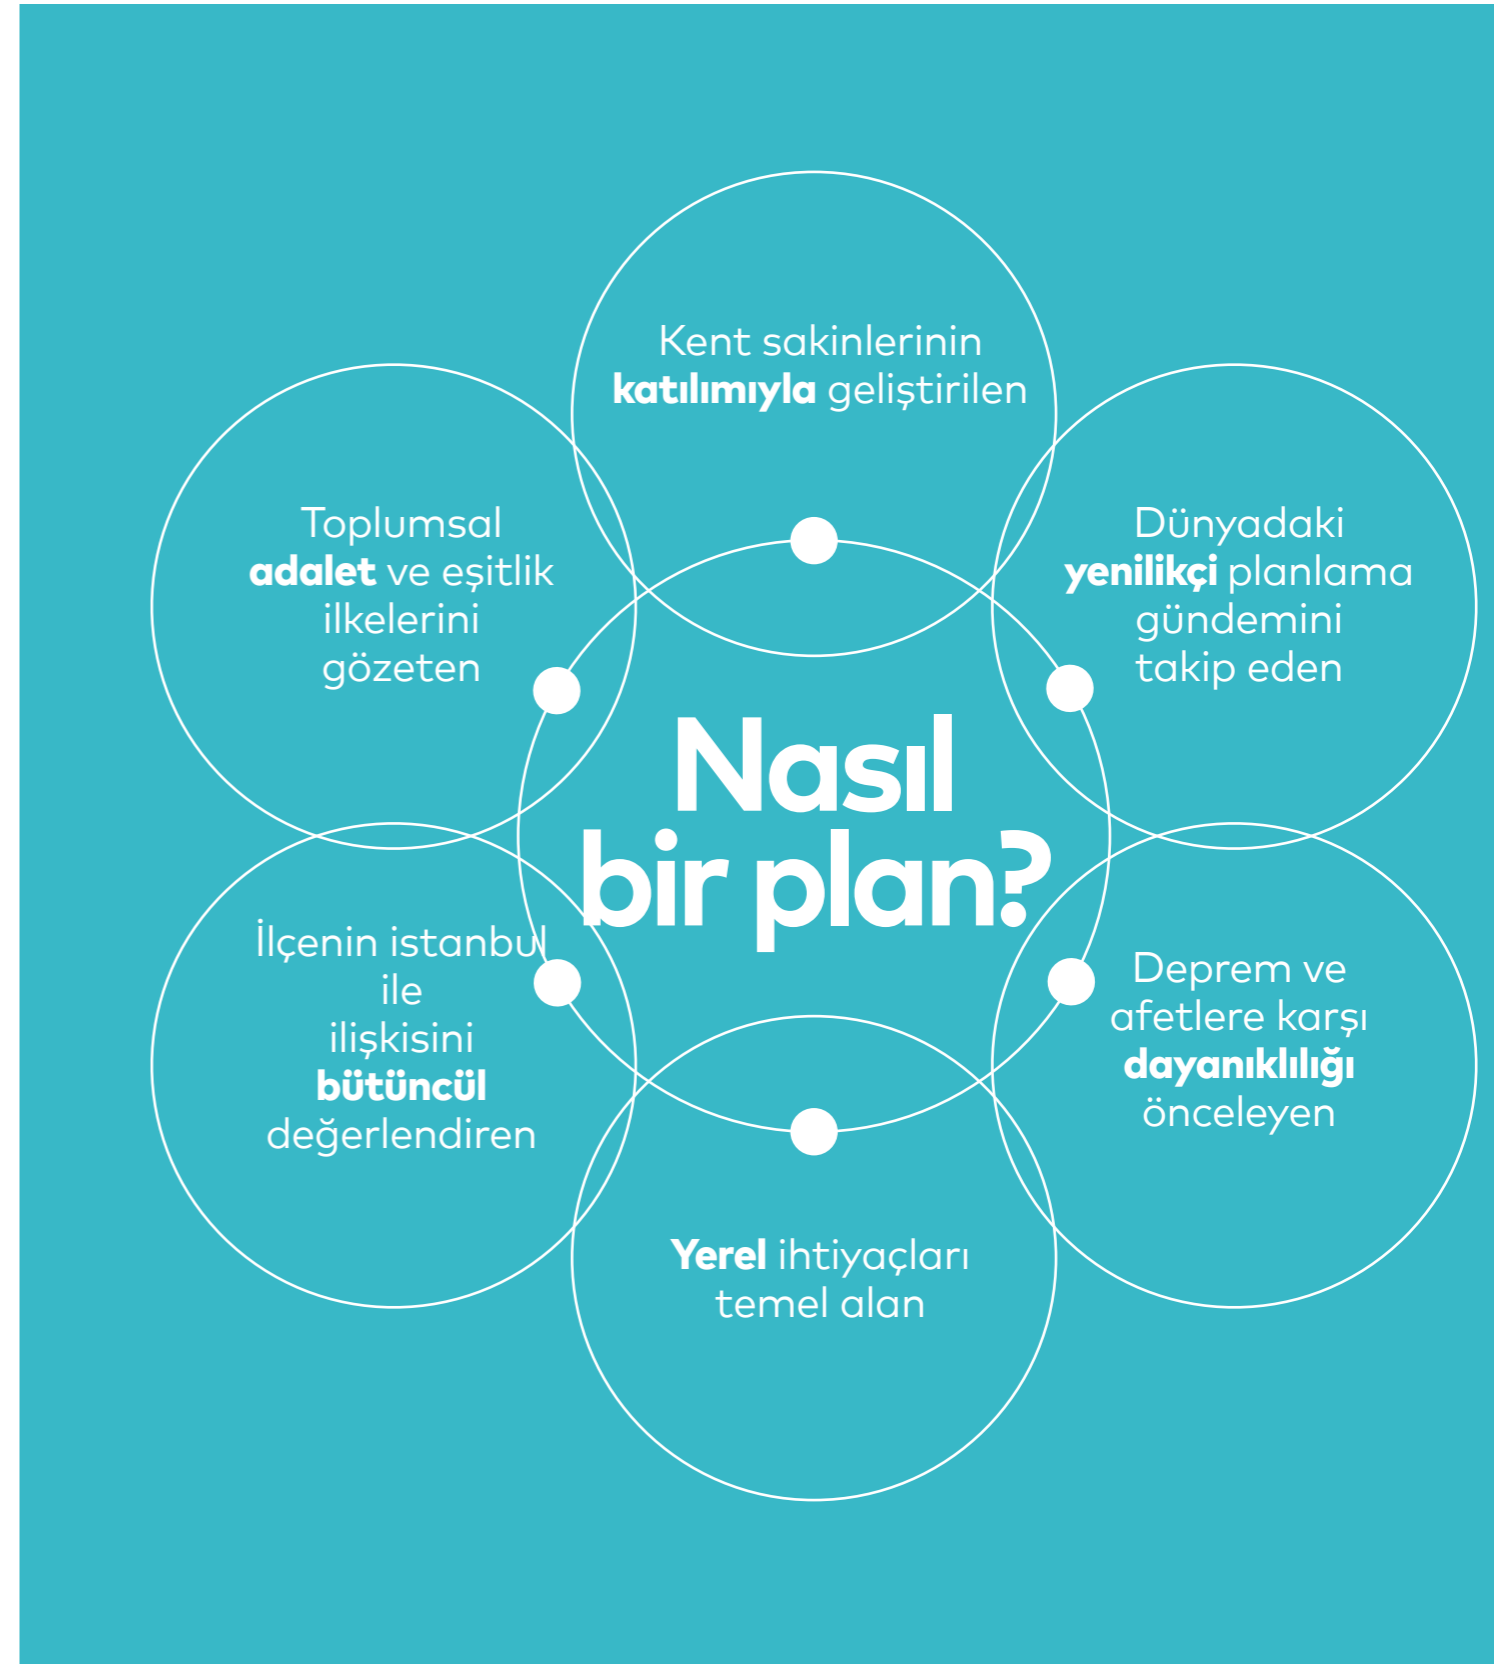 Kent sakinlerinin
katılımıyla geliştirilen
Toplumsal
adalet ve eşitlik
ilkelerini
gözeten
Dünyadaki
yenilikçi planlama
gündemini
takip eden
Nasıl
bir plan?
İlçenin istanbul
ile
ilişkisini
bütüncül
değerlendiren
Deprem ve
afetlere karşı
dayanıklılığı
önceleyen
Yerel ihtiyaçları
temel alan